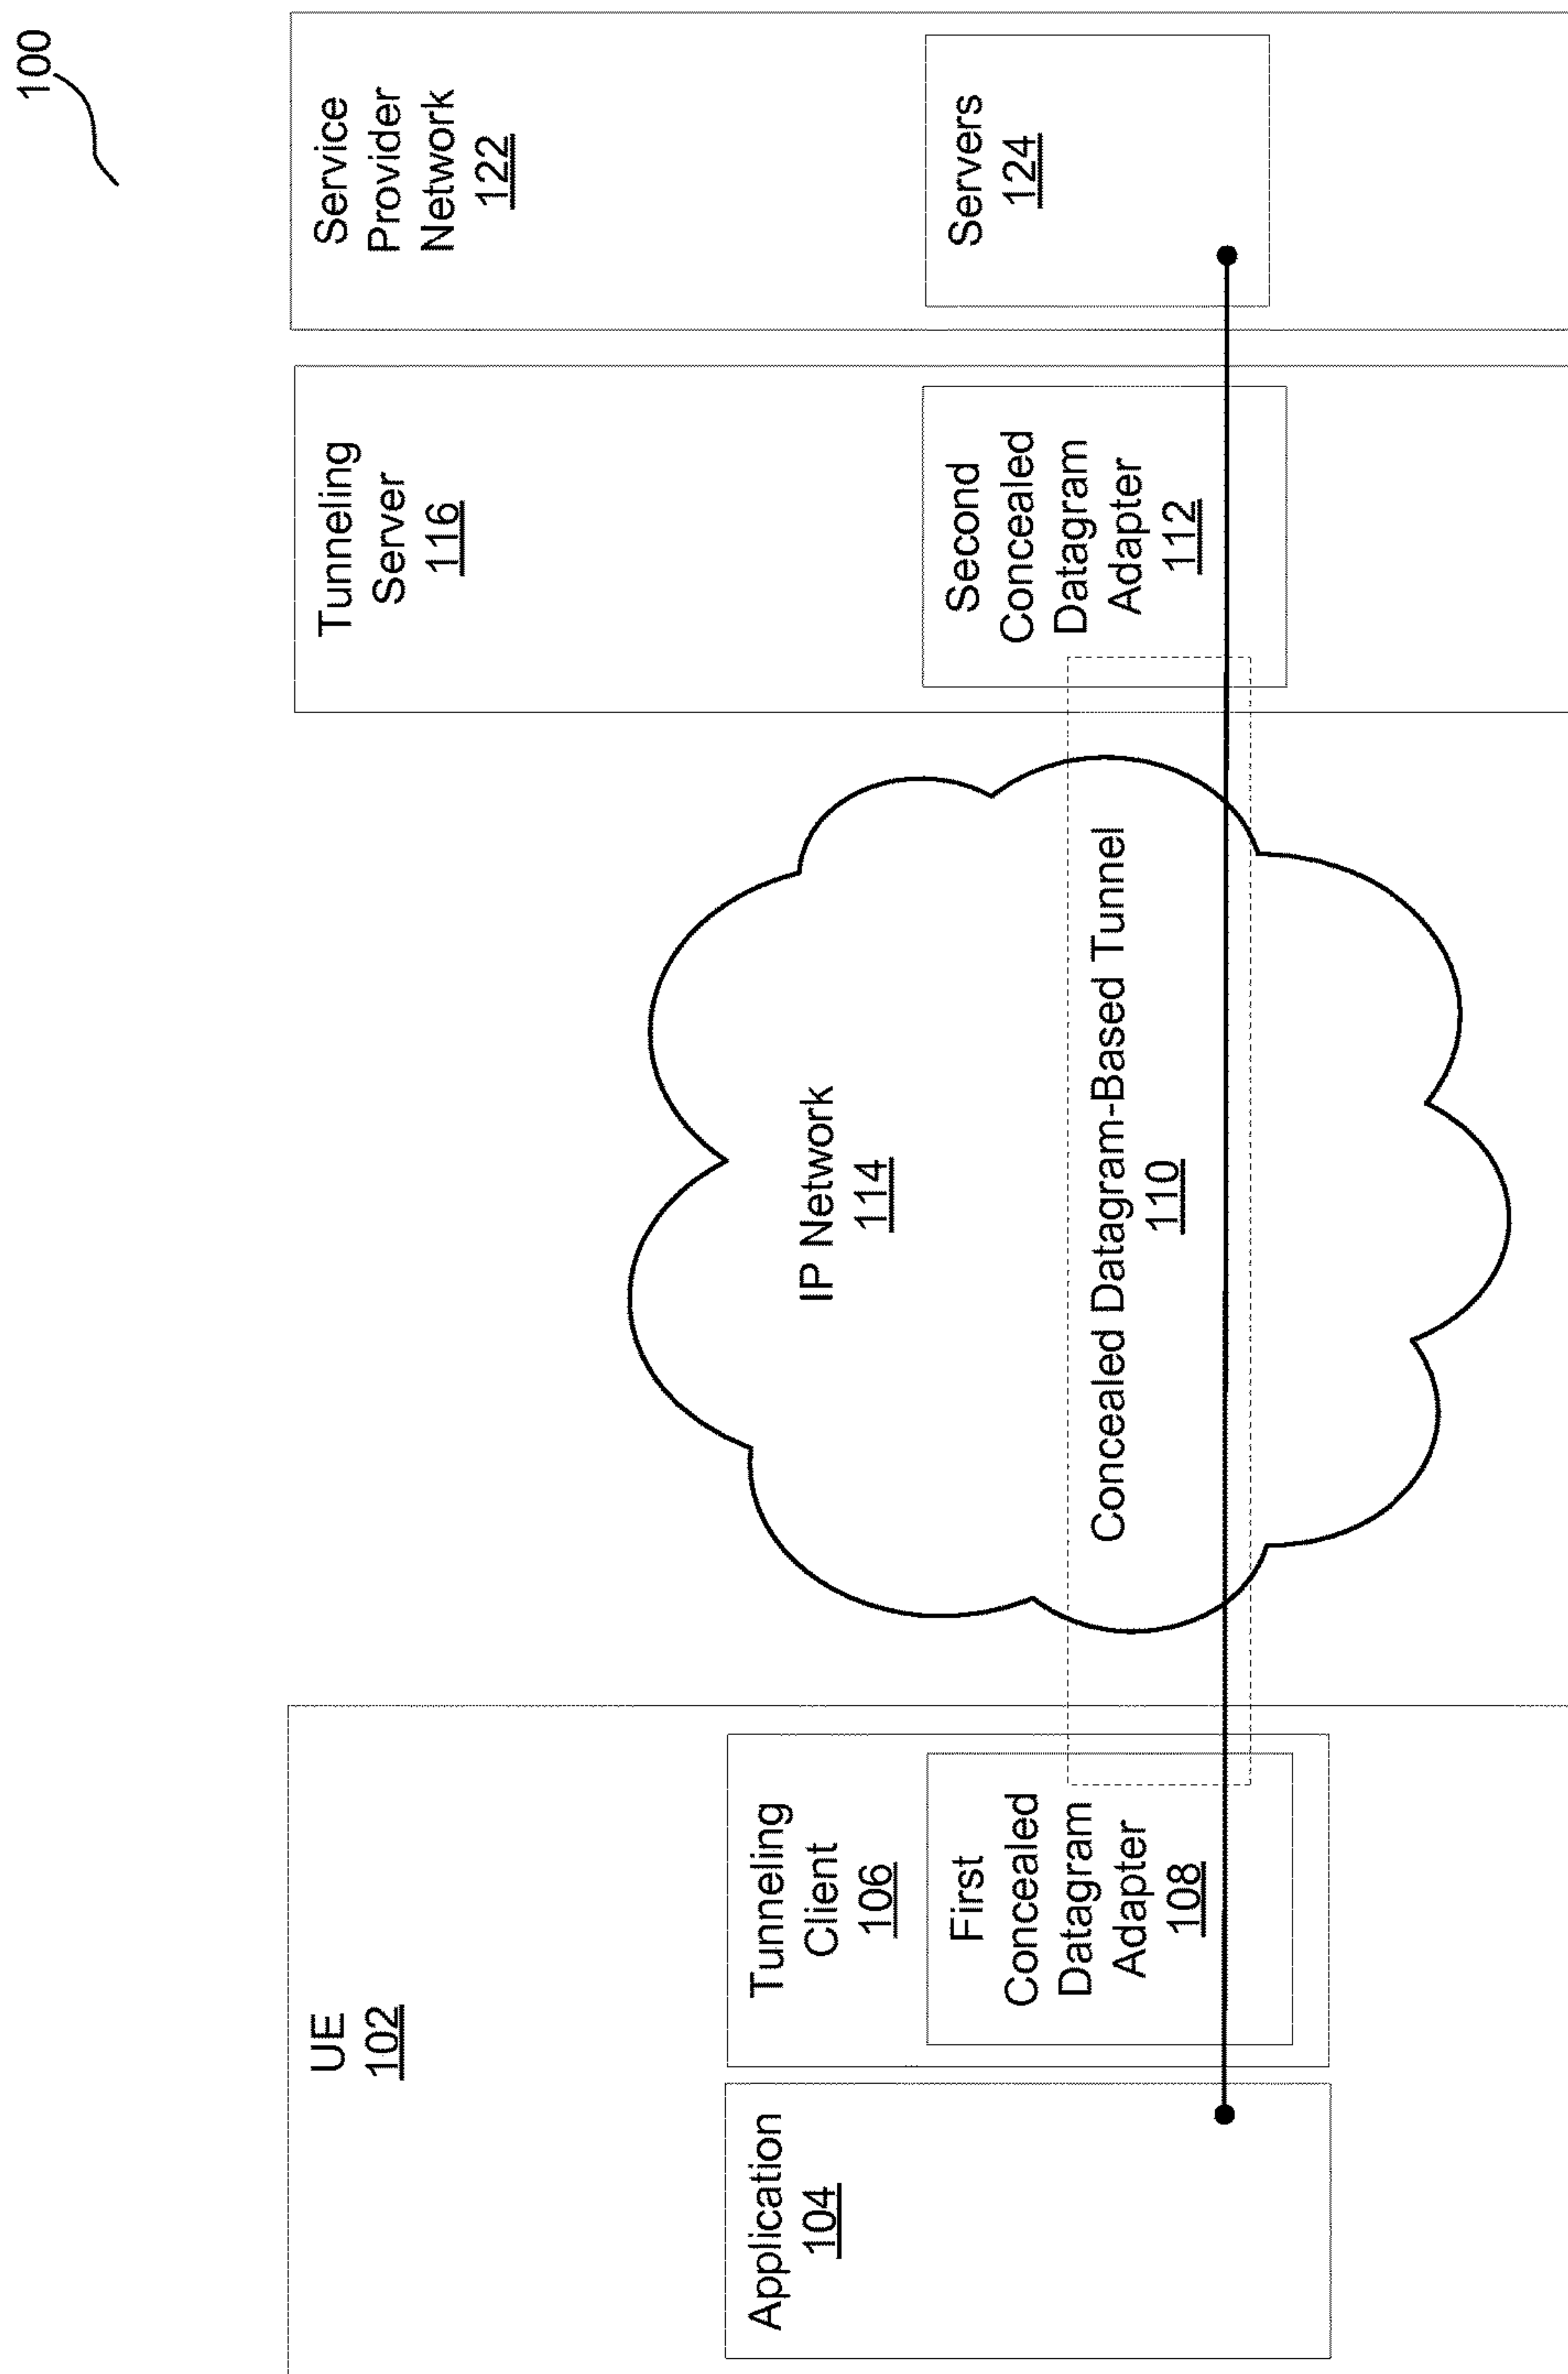 100
UE
102
Application
104
Tunneling
Client
106
First
Concealed
Datagram
Adapter
108
IP Network
114
Concealed Datagram-Based Tunnel
110
Tunneling
Server
116
Second
Concealed
Datagram
Adapter
112
Service
Provider
Network
122
Servers
124